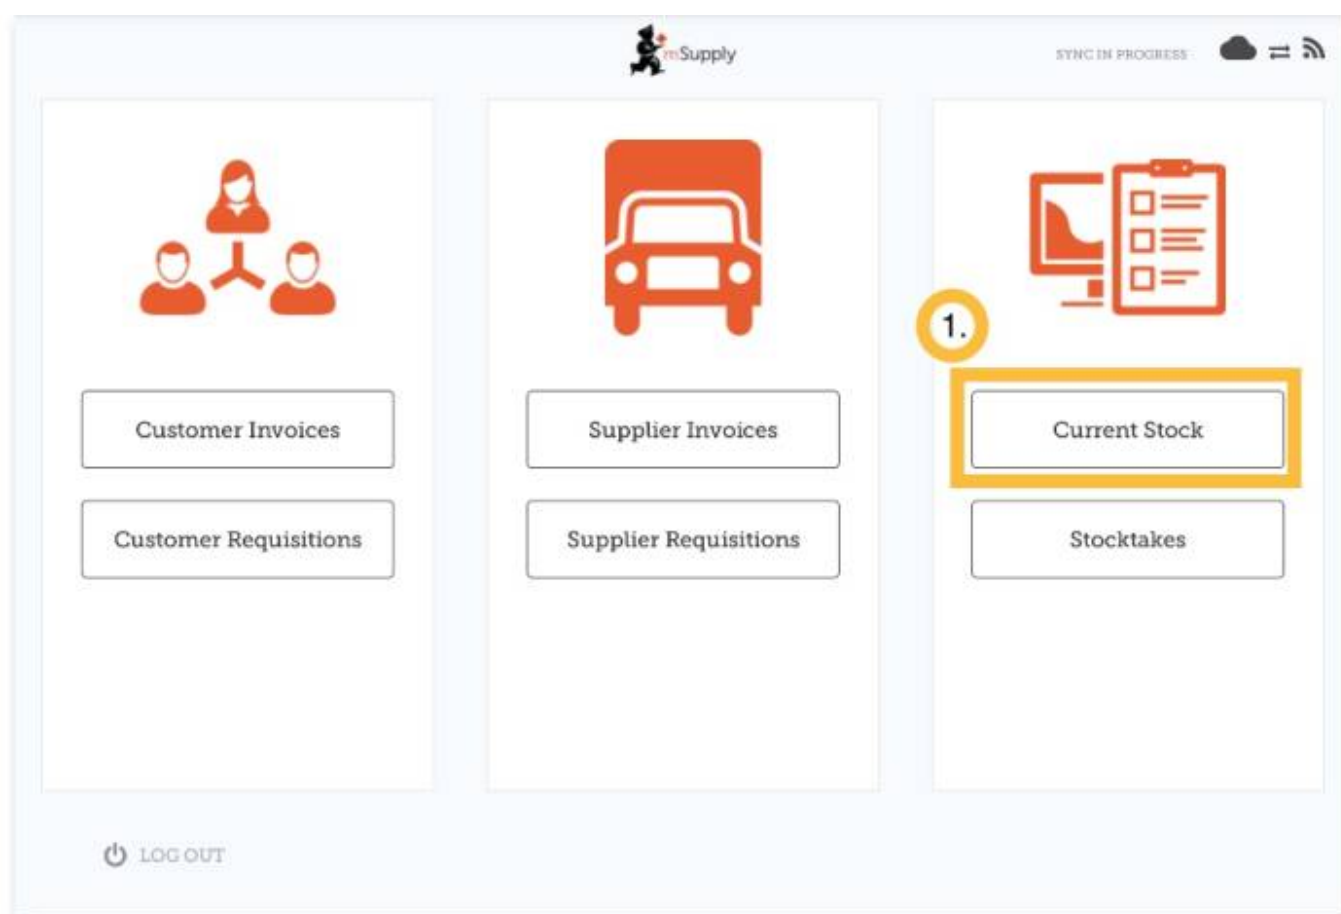 mSupply
SYNC IN PROGRESS
1.
Customer Invoices
Supplier Invoices
Current Stock
Customer Requisitions
Supplier Requisitions
Stocktakes
LOG OUT